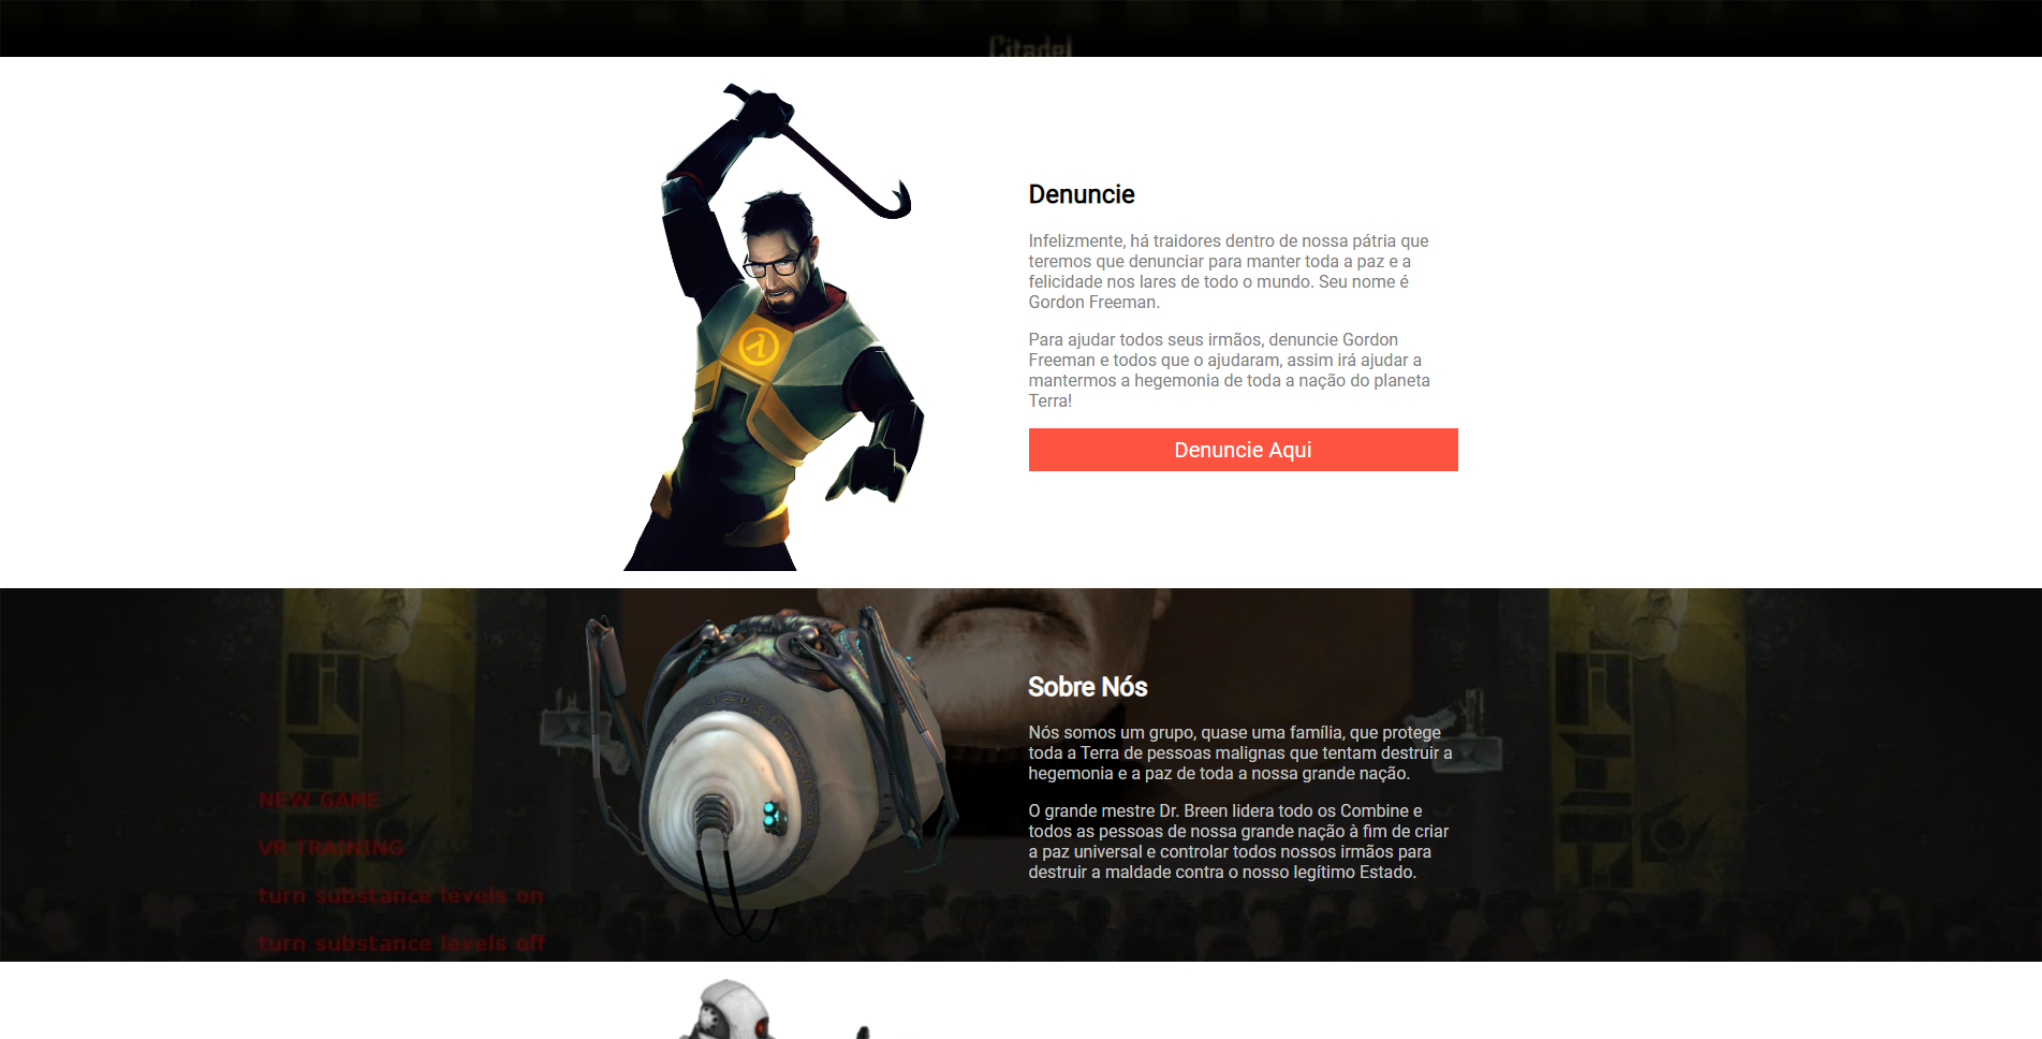 Citadel
Denuncie
Infelizmente, há traidores dentro de nossa pátria que
teremos que denunciar para manter toda a paz e a
felicidade nos lares de todo o mundo. Seu nome é
Gordon Freeman.
Para ajudar todos seus irmãos, denuncie Gordon
Freeman e todos que o ajudaram, assim irá ajudar a
mantermos a hegemonia de toda a nação do planeta
Terra!
Denuncie Aqui
Sobre Nós
Nós somos um grupo, quase uma família, que protege
toda a Terra de pessoas malignas que tentam destruir a
hegemonia e a paz de toda a nossa grande nação.
O grande mestre Dr. Breen lidera todo os Combine e
todos as pessoas de nossa grande nação à fim de criar
a paz universal e controlar todos nossos irmãos para
destruir a maldade contra o nosso legítimo Estado.
NEW GAME
VR TRAINING
turn substance levels on
turn substance levels off